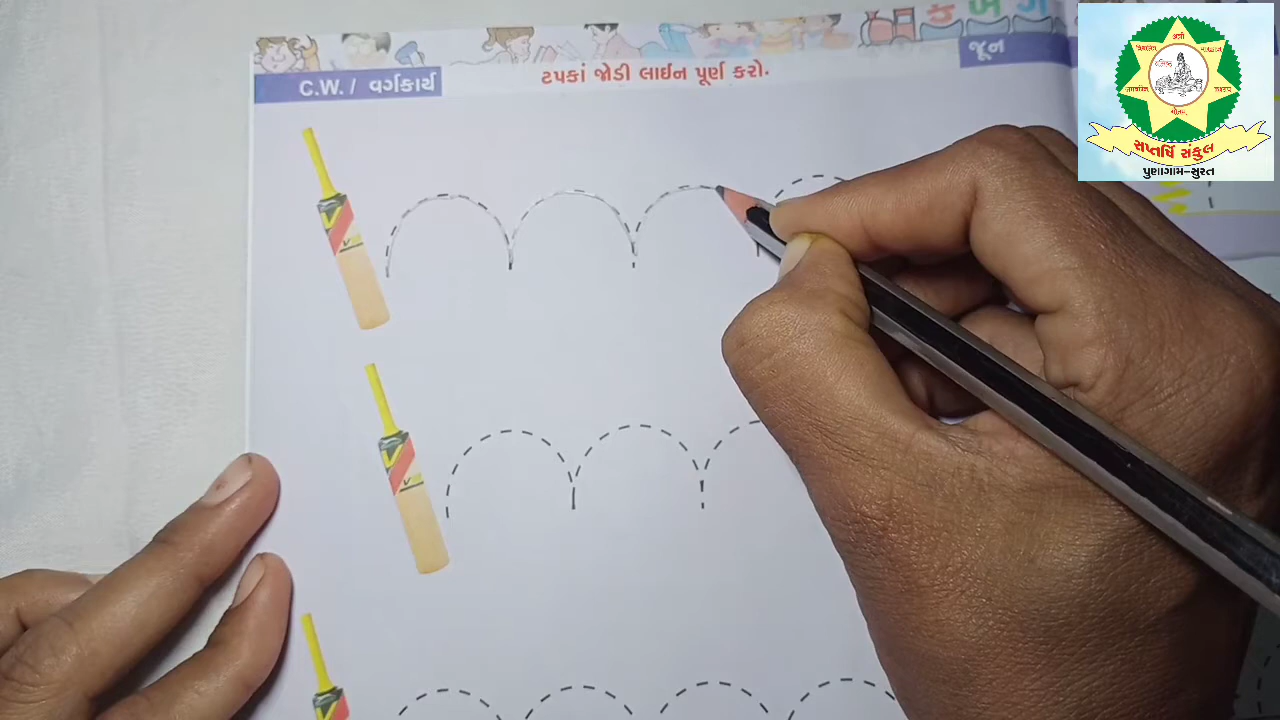 ક ખ ગ
જૂન
C.W. / વર્ગકાર્ય
ટપકાં જોડી લાઈન પૂર્ણ કરો.
સપ્તર્ષિ સંકુલ
પુણાગામ-સુરત